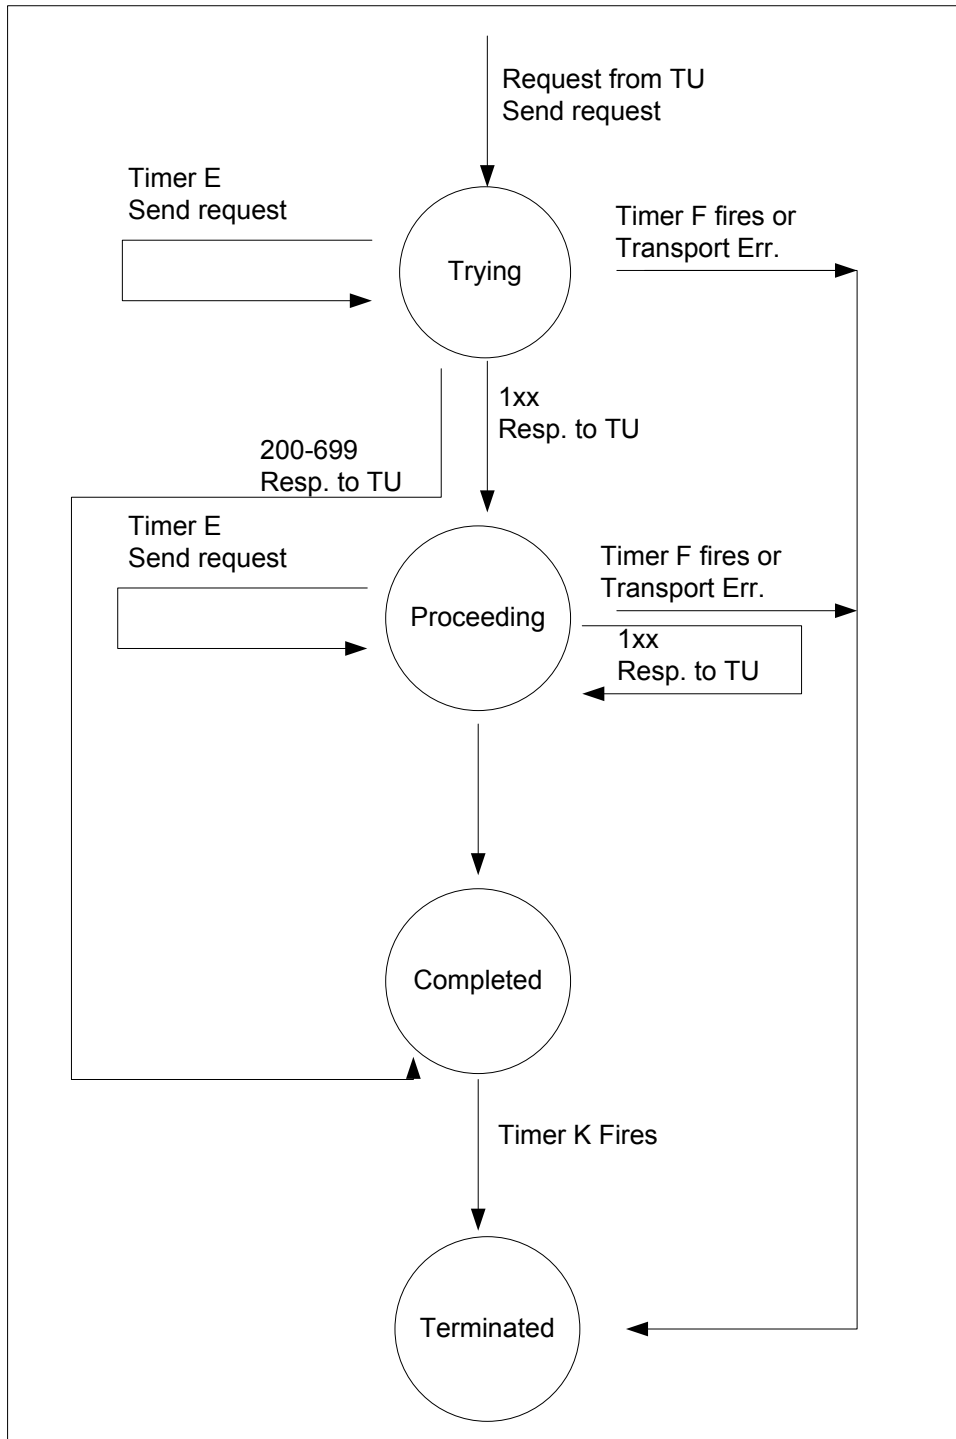 Request from TU
Send request
Timer E
Send request
Timer F fires or
Transport Err.
Trying
1xx
Resp. to TU
200-699
Resp. to TU
Timer E
Send request
Timer F fires or
Transport Err.
Proceeding
1xx
Resp. to TU
Completed
Timer K Fires
Terminated